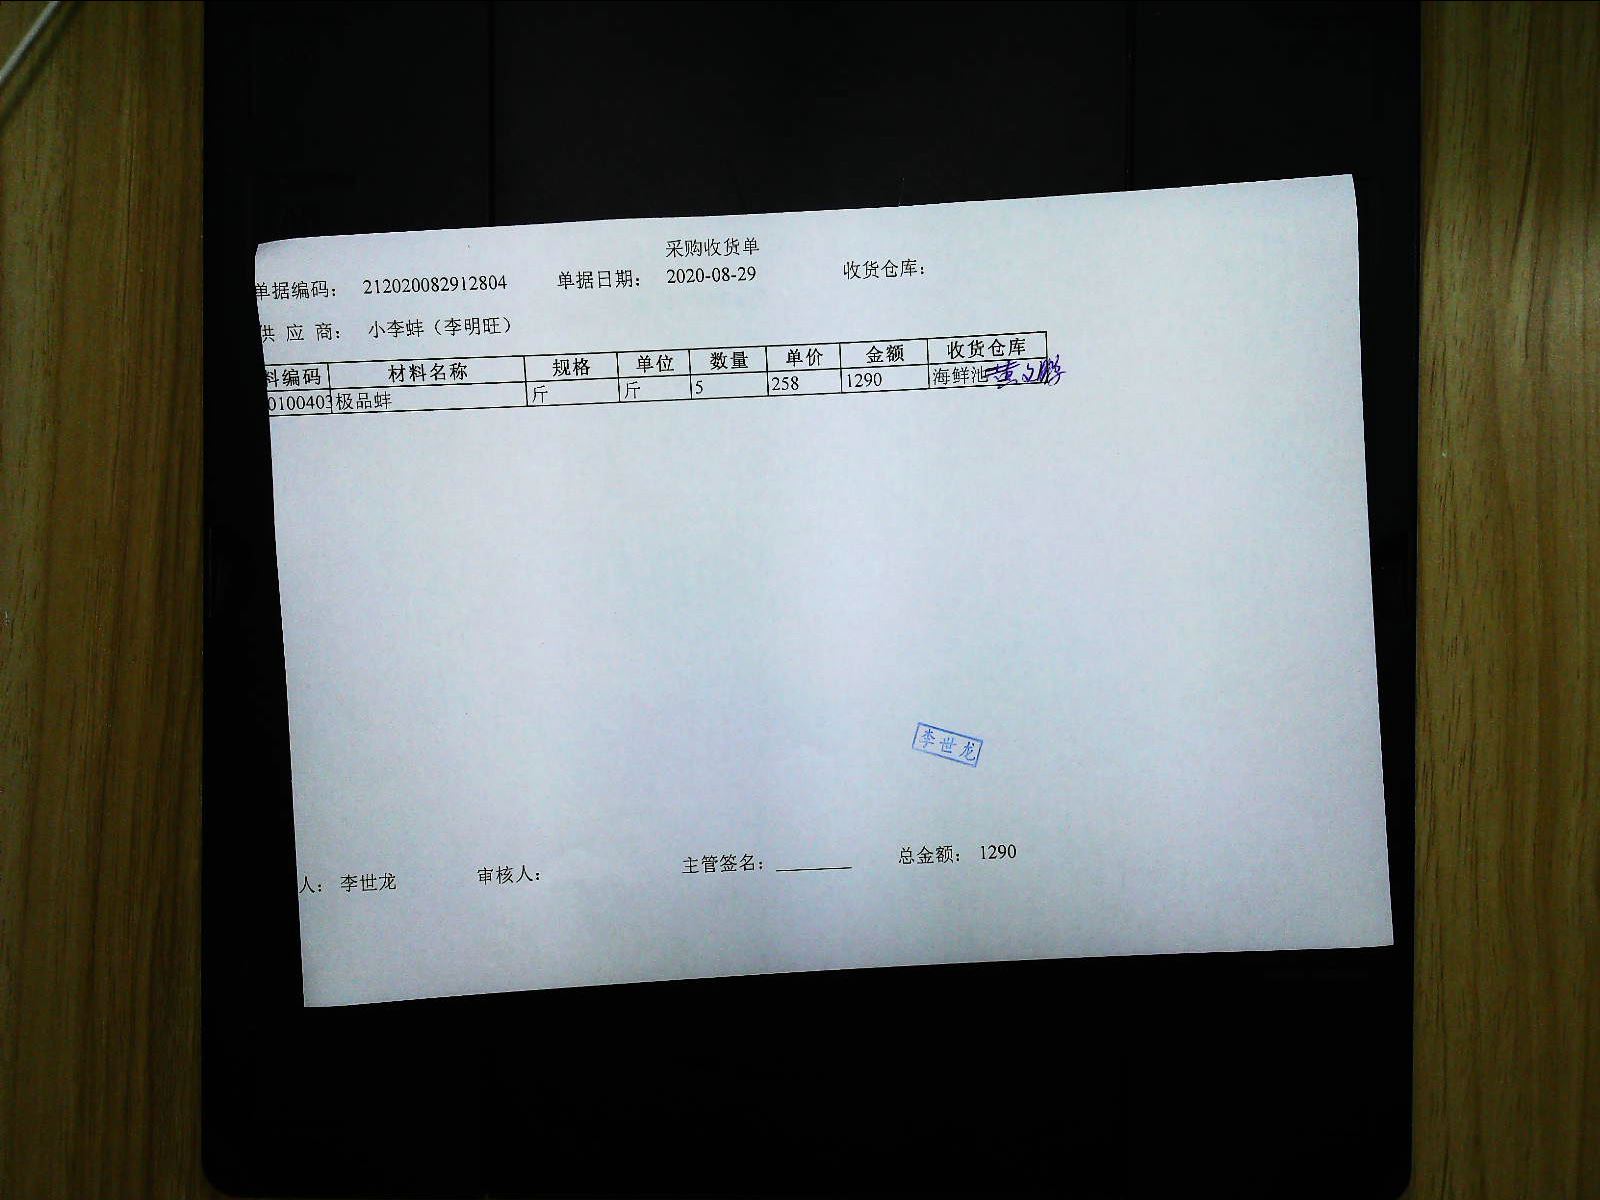 采购收货单
单据编码： 212020082912804 单据日期： 2020-08-29 收货仓库：
供 应 商： 小李蚌（李明旺）
料编码 材料名称 规格 单位 数量 单价 金额 收货仓库
0100403 极品蚌 斤 斤 5 258 1290 海鲜池
李世龙
人： 李世龙 审核人： 主管签名： 总金额： 1290